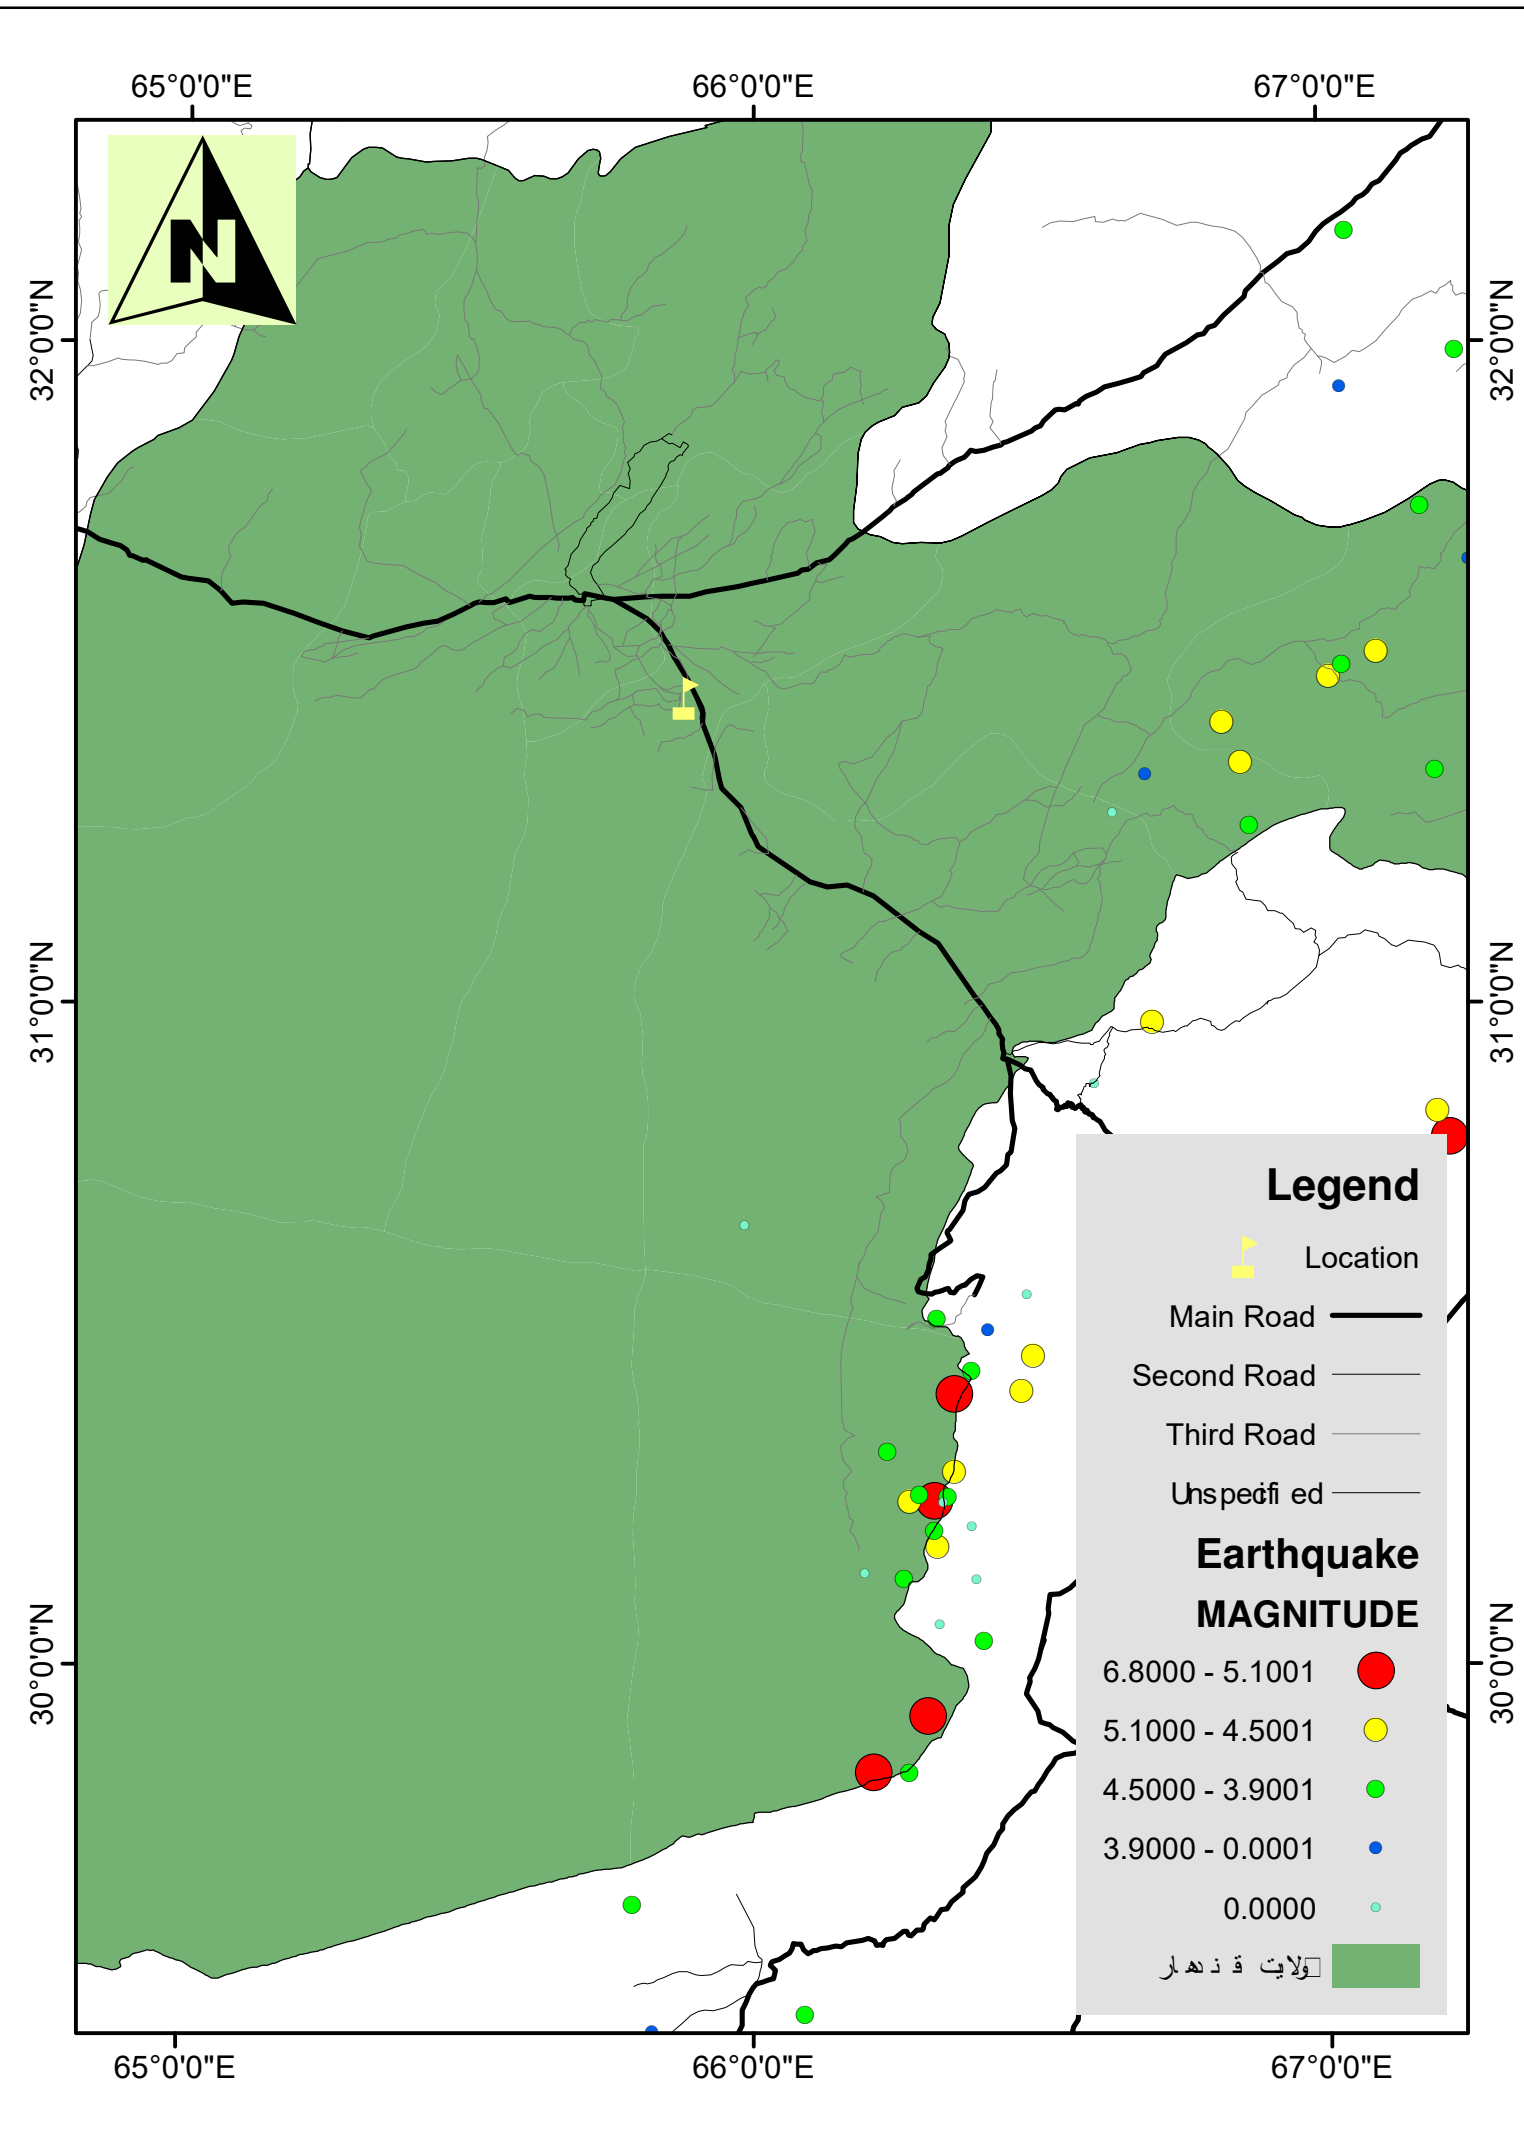 65°0'0"E 66°0'0"E 67°0'0"E
N
32°0'0"N 32°0'0"N
31°0'0"N 31°0'0"N
30°0'0"N 30°0'0"N
Legend
Location
Main Road
Second Road
Third Road
Unspecified
Earthquake
MAGNITUDE
6.8000 - 5.1001
5.1000 - 4.5001
4.5000 - 3.9001
3.9000 - 0.0001
0.0000
ولایت قندهار
65°0'0"E 66°0'0"E 67°0'0"E